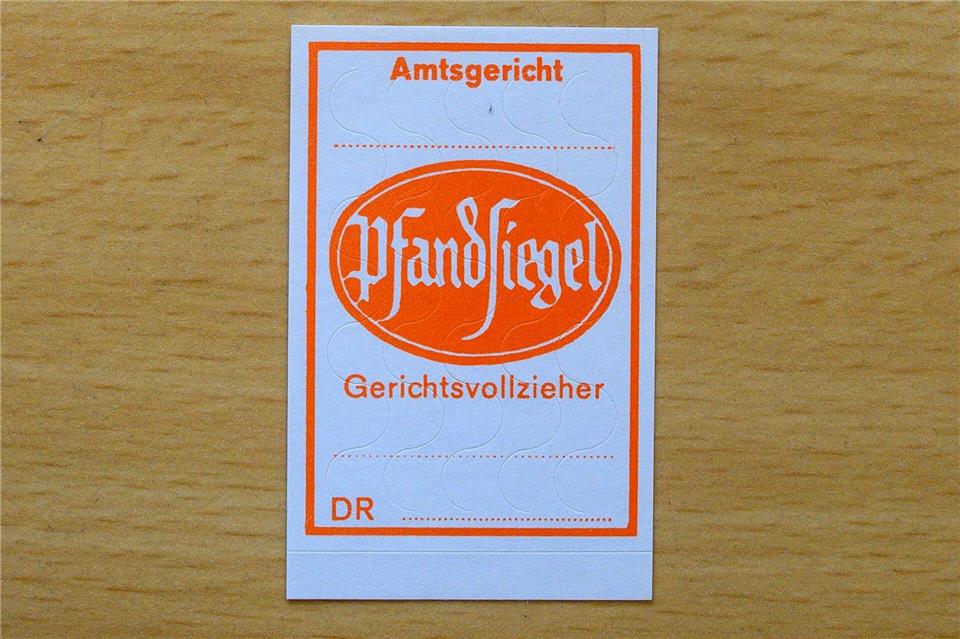 Amtsgericht
Pfandsiegel
Gerichtsvollzieher
DR